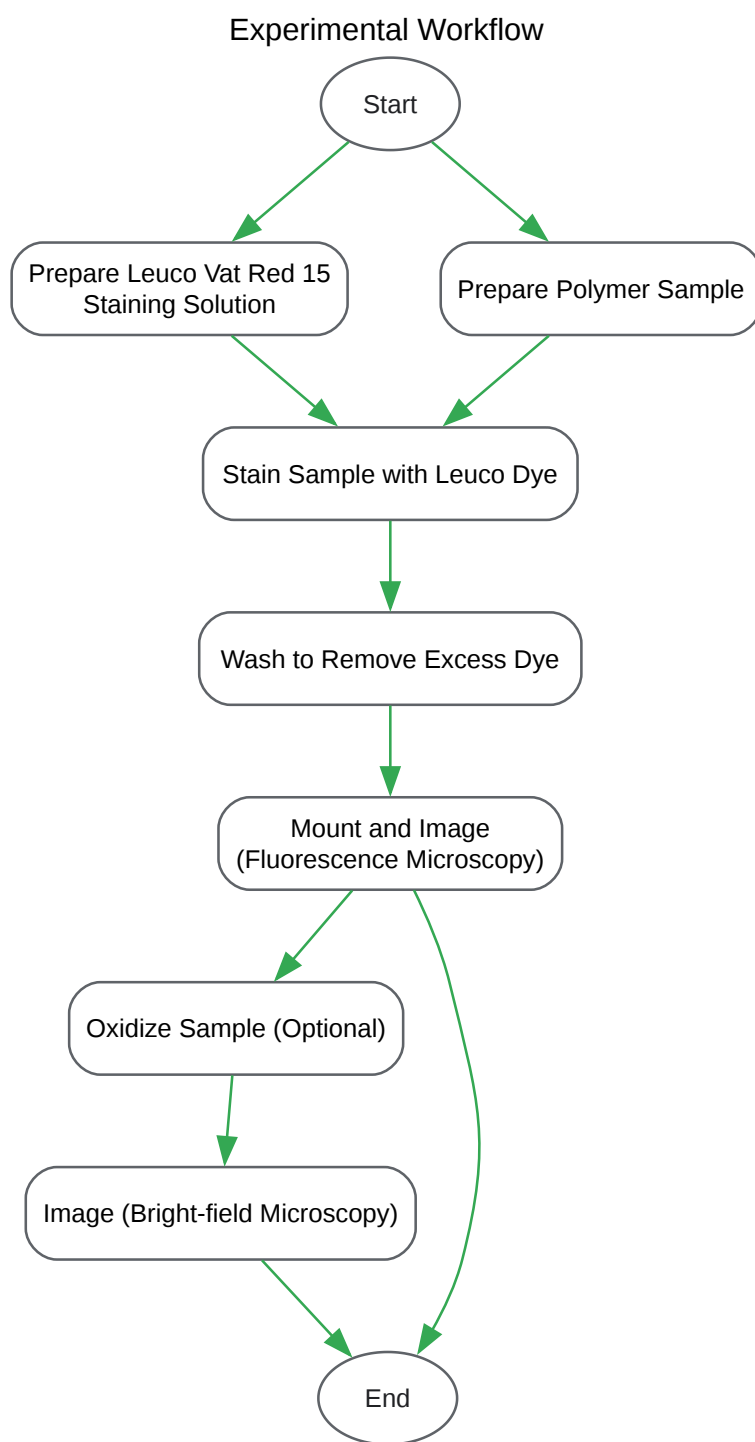 Experimental Workflow
Start
Prepare Leuco Vat Red 15
Staining Solution
Prepare Polymer Sample
Stain Sample with Leuco Dye
Wash to Remove Excess Dye
Mount and Image
(Fluorescence Microscopy)
Oxidize Sample (Optional)
Image (Bright-field Microscopy)
End